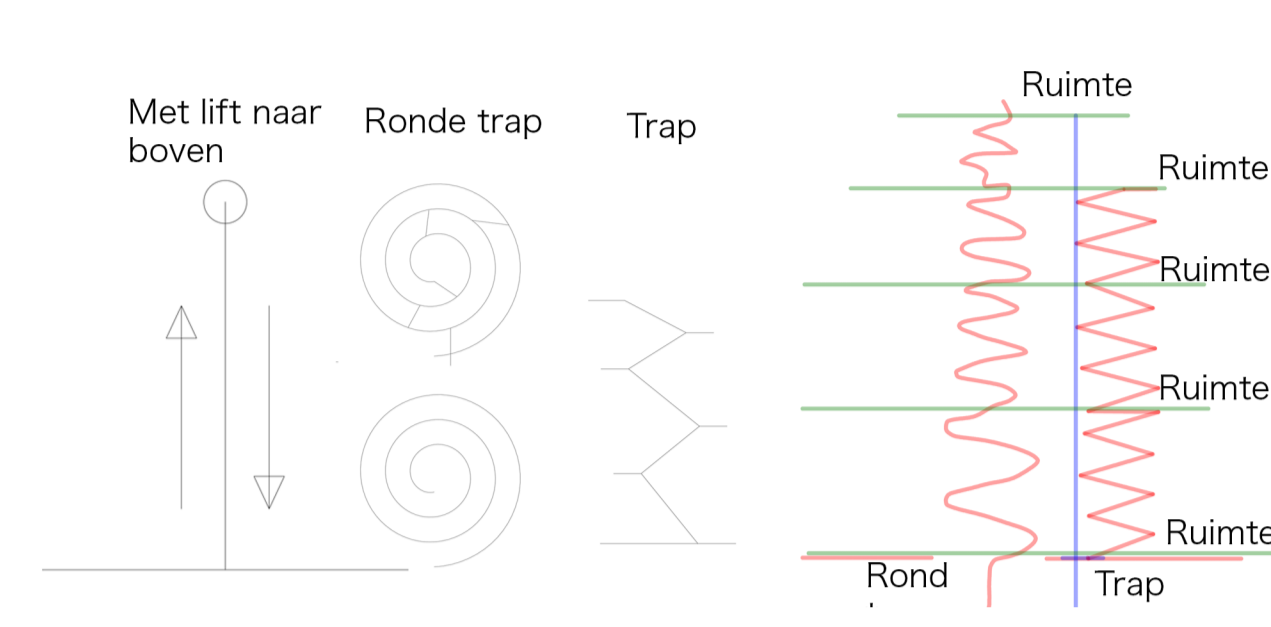 Met lift naar
boven
Ronde trap
Trap
Ruimte
Ruimte
Ruimte
Ruimte
Ruimte
Rond
Trap